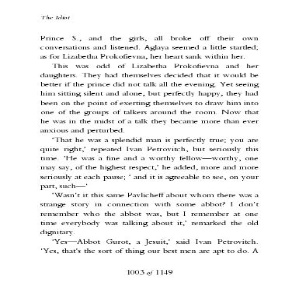 The Idiot
Prince S., and the girls, all broke off their own
conversations and listened. Aglaya seemed a little startled;
as for Lizabetha Prokofievna, her heart sank within her.
This was odd of Lizabetha Prokofievna and her
daughters. They had themselves decided that it would be
better if the prince did not talk all the evening. Yet seeing
him sitting silent and alone, but perfectly happy, they had
been on the point of exerting themselves to draw him into
one of the groups of talkers around the room. Now that
he was in the midst of a talk they became more than ever
anxious and perturbed.
‘That he was a splendid man is perfectly true; you are
quite right,’ repeated Ivan Petrovitch, but seriously this
time. ‘He was a fine and a worthy fellow—worthy, one
may say, of the highest respect,’ he added, more and more
seriously at each pause; ‘ and it is agreeable to see, on your
part, such—’
‘Wasn’t it this same Pavlicheff about whom there was a
strange story in connection with some abbot? I don’t
remember who the abbot was, but I remember at one
time everybody was talking about it,’ remarked the old
dignitary.
‘Yes—Abbot Gurot, a Jesuit,’ said Ivan Petrovitch.
‘Yes, that’s the sort of thing our best men are apt to do. A
1003 of 1149